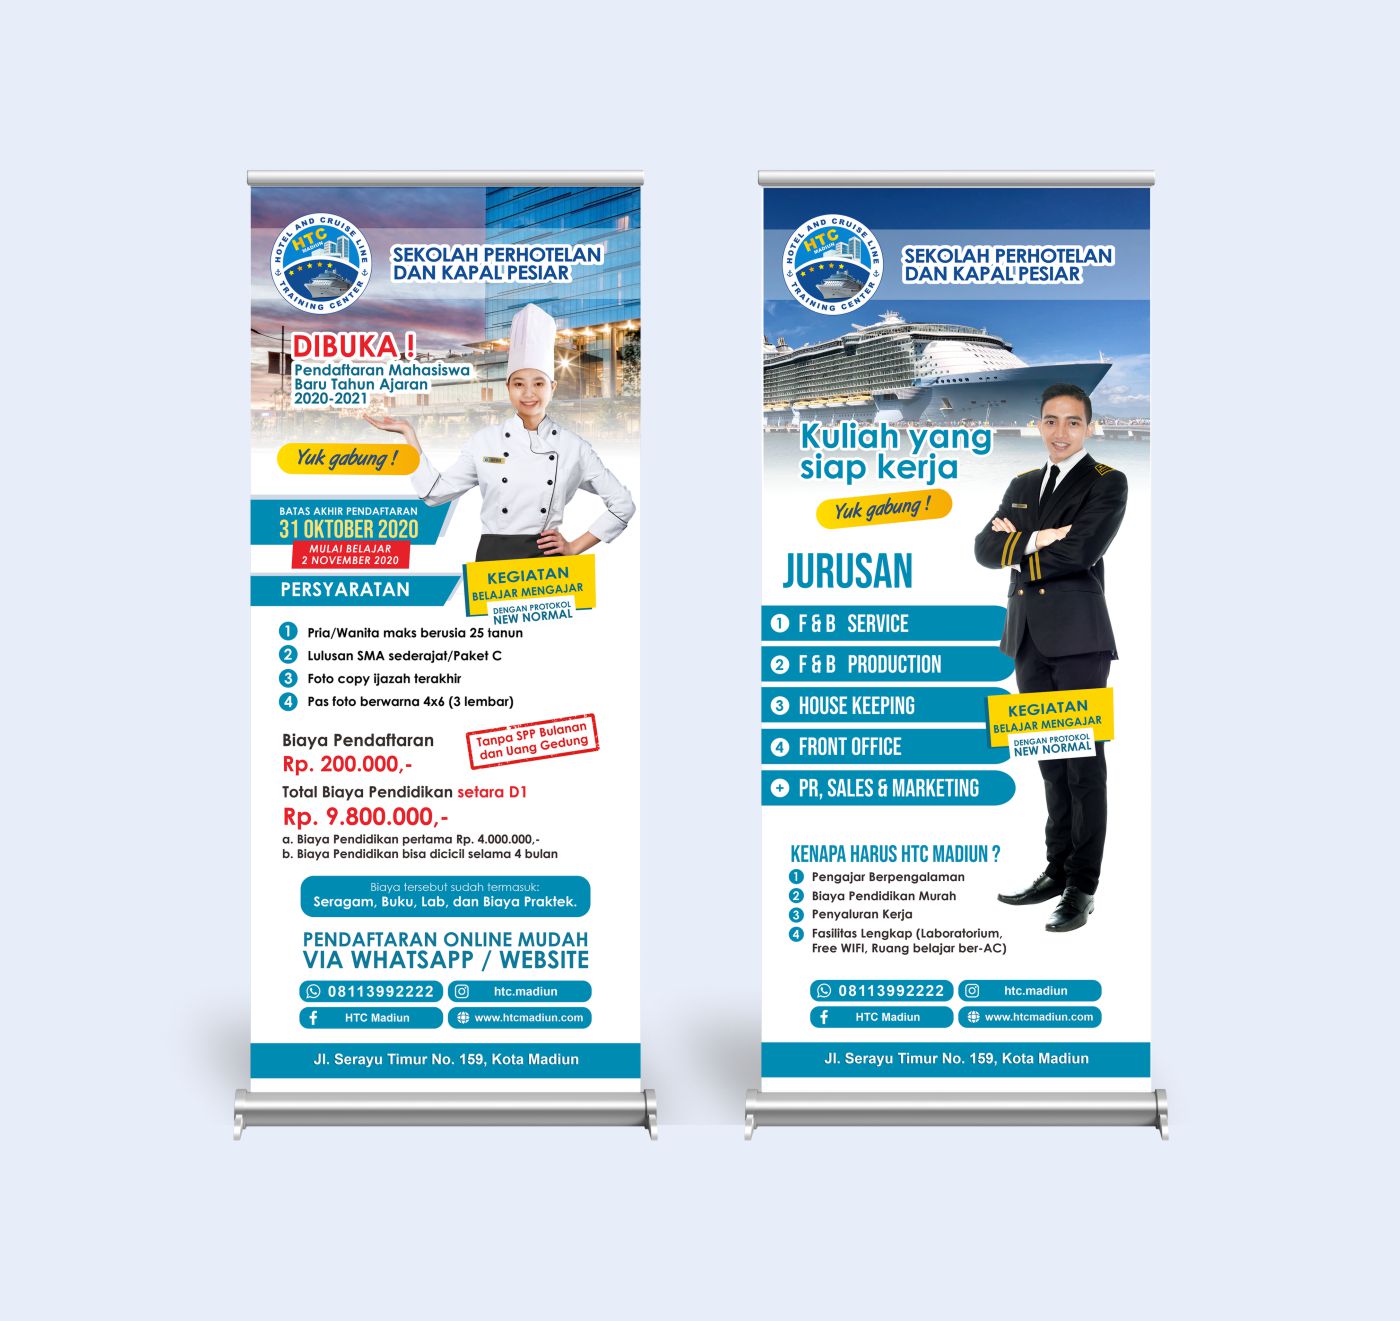 HOTEL AND CRUISE LINE
HTC
MADIUN
TRAINING CENTER
SEKOLAH PERHOTELAN
DAN KAPAL PESIAR
DIBUKA !
Pendaftaran Mahasiswa
Baru Tahun Ajaran
2020-2021
Yuk gabung !
BATAS AKHIR PENDAFTARAN
31 OKTOBER 2020
MULAI BELAJAR
2 NOVEMBER 2020
PERSYARATAN
KEGIATAN
BELAJAR MENGAJAR
DENGAN PROTOKOL
NEW NORMAL
1 Pria/Wanita maks berusia 25 tahun
2 Lulusan SMA sederajat/Paket C
3 Foto copy ijazah terakhir
4 Pas foto berwarna 4x6 (3 lembar)
Biaya Pendaftaran
Rp. 200.000,-
Tanpa SPP Bulanan
dan Uang Gedung
Total Biaya Pendidikan setara D1
Rp. 9.800.000,-
a. Biaya Pendidikan pertama Rp. 4.000.000,-
b. Biaya Pendidikan bisa dicicil selama 4 bulan
Biaya tersebut sudah termasuk:
Seragam, Buku, Lab, dan Biaya Praktek.
PENDAFTARAN ONLINE MUDAH
VIA WHATSAPP / WEBSITE
08113992222
htc.madiun
HTC Madiun
www.htcmadiun.com
Jl. Serayu Timur No. 159, Kota Madiun
HOTEL AND CRUISE LINE
HTC
MADIUN
TRAINING CENTER
SEKOLAH PERHOTELAN
DAN KAPAL PESIAR
Kuliah yang
siap kerja
Yuk gabung !
JURUSAN
1 F & B SERVICE
2 F & B PRODUCTION
3 HOUSE KEEPING
4 FRONT OFFICE
+ PR, SALES & MARKETING
KEGIATAN
BELAJAR MENGAJAR
DENGAN PROTOKOL
NEW NORMAL
KENAPA HARUS HTC MADIUN ?
1 Pengajar Berpengalaman
2 Biaya Pendidikan Murah
3 Penyaluran Kerja
4 Fasilitas Lengkap (Laboratorium,
Free WIFI, Ruang belajar ber-AC)
08113992222
htc.madiun
HTC Madiun
www.htcmadiun.com
Jl. Serayu Timur No. 159, Kota Madiun